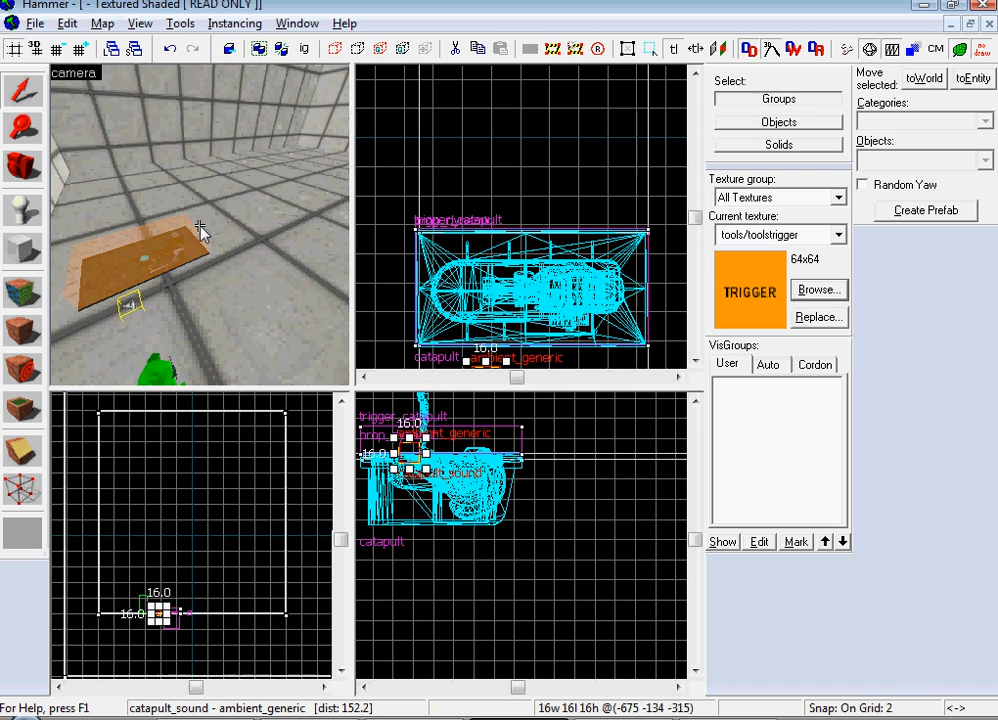 Hammer - [ - Textured Shaded [ READ ONLY ]]
File Edit Map View Tools Instancing Window Help
camera
trigger_catapult
catapult
ambient_generic
16.0
trigger_catapult
16.0
ambient_generic
16.0
catapult
16.0
16.0
Select:
Groups
Objects
Solids
Texture group:
All Textures
Current texture:
tools/toolstrigger
64x64
TRIGGER
Browse...
Replace...
VisGroups:
User Auto Cordon
Show Edit Mark
Move selected:
toWorld toEntity
Categories:
Objects:
Random Yaw
Create Prefab
For Help, press F1
catapult_sound - ambient_generic [dist: 152.2]
16w 16l 16h @(-675 -134 -315)
Snap: On Grid: 2
<->